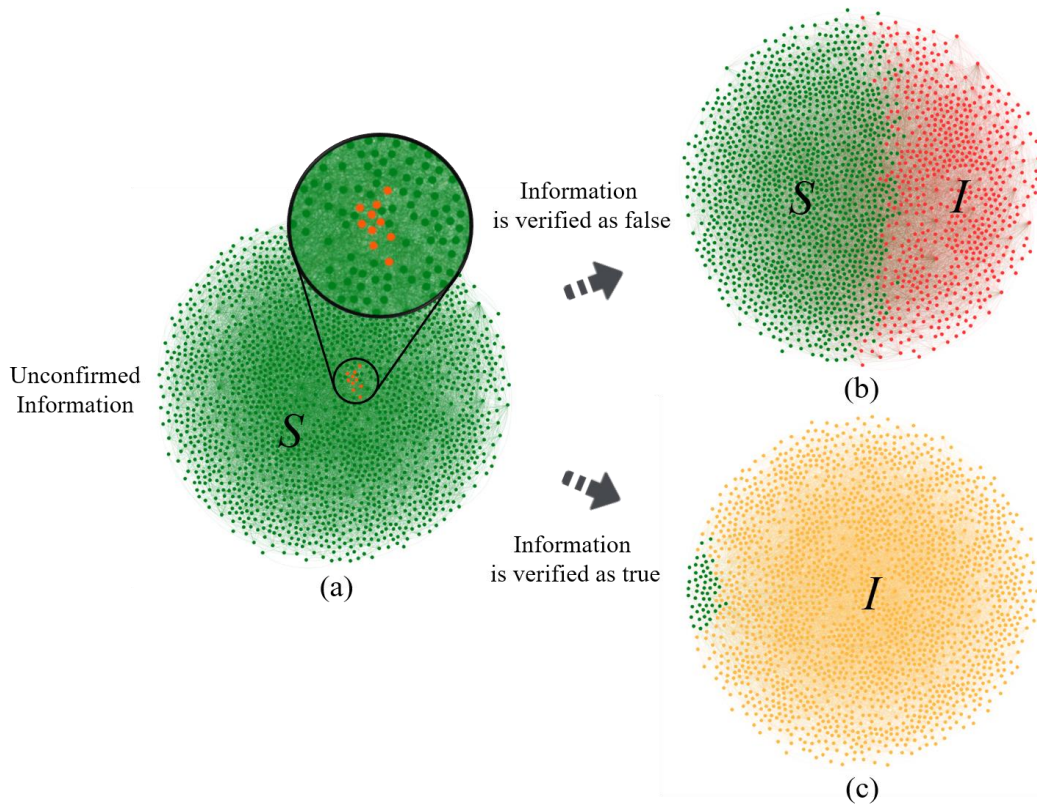 Unconfirmed
Information
S
(a)
Information
is verified as false
S
I
(b)
Information
is verified as true
I
(c)